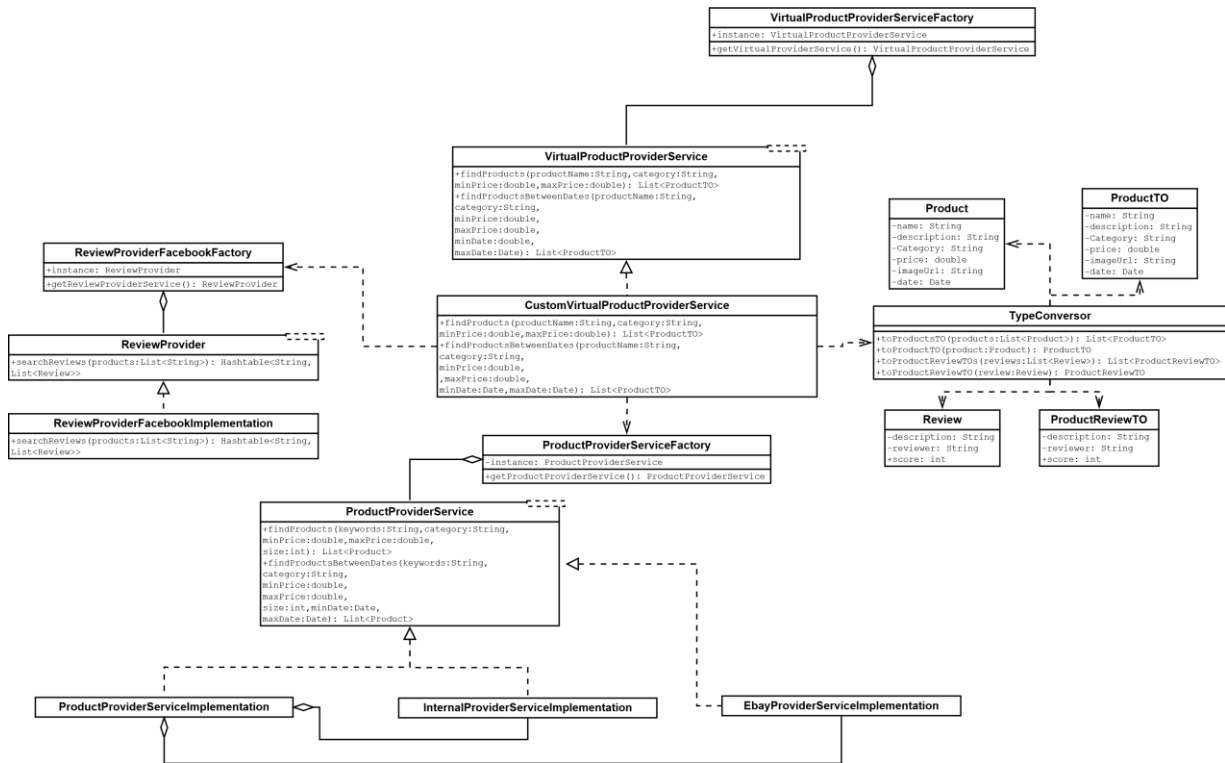 VirtualProductProviderServiceFactory
+instance: VirtualProductProviderService
+getVirtualProviderService(): VirtualProductProviderService
VirtualProductProviderService
+findProducts(productName:String,category:String,
minPrice:double,maxPrice:double): List<ProductTO>
+findProductsBetweenDates(productName:String,
category:String,
minPrice:double,
maxPrice:double,
minDate:double,
maxDate:Date): List<ProductTO>
Product
-name: String
-description: String
-Category: String
-price: double
-imageUrl: String
-date: Date
ProductTO
-name: String
-description: String
-Category: String
-price: double
-imageUrl: String
-date: Date
ReviewProviderFacebookFactory
+instance: ReviewProvider
+getReviewProviderService(): ReviewProvider
CustomVirtualProductProviderService
+findProducts(productName:String,category:String,
minPrice:double,maxPrice:double): List<ProductTO>
+findProductsBetweenDates(productName:String,
category:String,
minPrice:double,
,maxPrice:double,
minDate:Date,maxDate:Date): List<ProductTO>
TypeConversor
+toProductsTO(products:List<Product>): List<ProductTO>
+toProductTO(product:Product): ProductTO
+toProductReviewTOs(reviews:List<Review>): List<ProductReviewTO>
+toProductReviewTO(review:Review): ProductReviewTO
ReviewProvider
+searchReviews(products:List<String>): Hashtable<String,
List<Review>>
ReviewProviderFacebookImplementation
+searchReviews(products:List<String>): Hashtable<String,
List<Review>>
Review
-description: String
-reviewer: String
+score: int
ProductReviewTO
-description: String
-reviewer: String
+score: int
ProductProviderServiceFactory
-instance: ProductProviderService
+getProductProviderService(): ProductProviderService
ProductProviderService
+findProducts(keywords:String,category:String,
minPrice:double,maxPrice:double,
size:int): List<Product>
+findProductsBetweenDates(keywords:String,
category:String,
minPrice:double,
maxPrice:double,
size:int,minDate:Date,
maxDate:Date): List<Product>
ProductProviderServiceImplementation
InternalProviderServiceImplementation
EbayProviderServiceImplementation